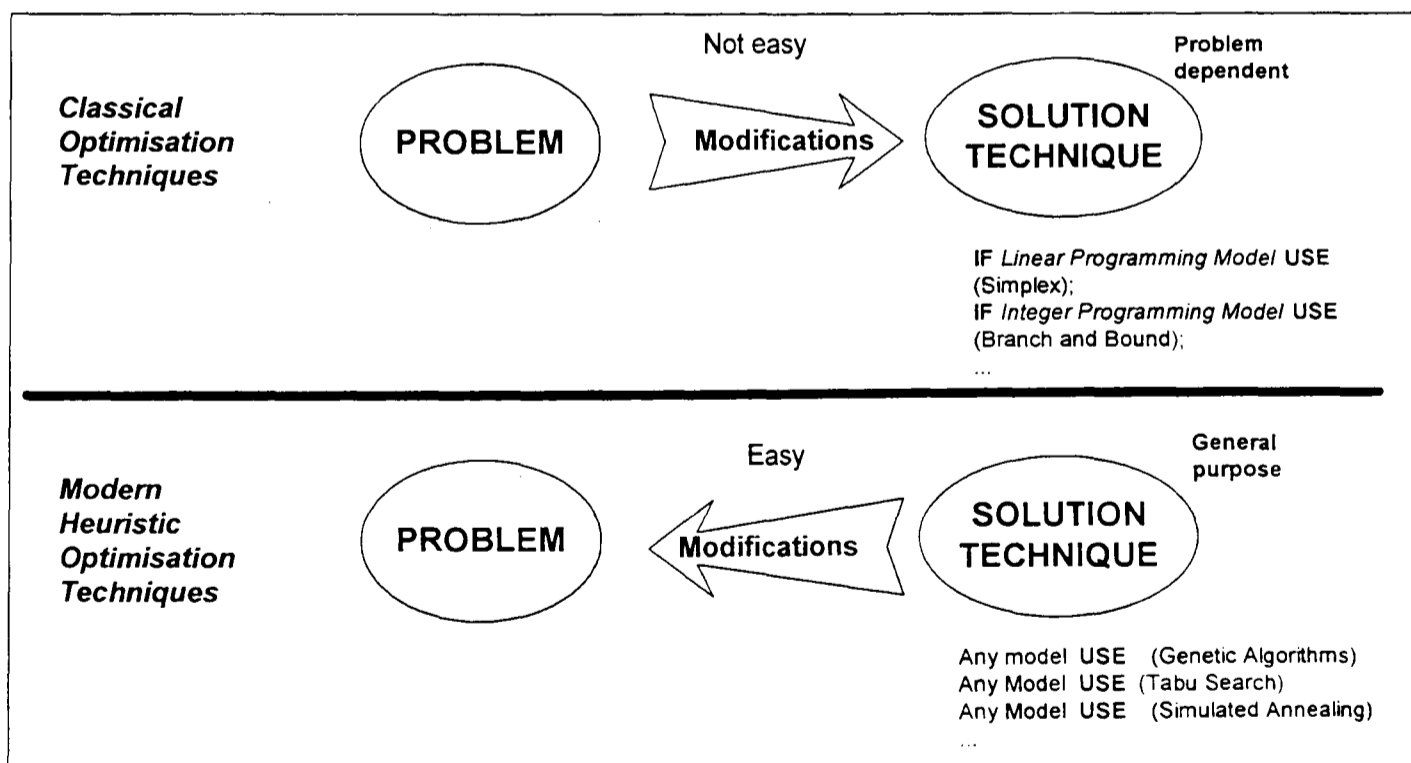 Not easy
Problem
dependent
Classical
Optimisation
Techniques
PROBLEM
Modifications
SOLUTION
TECHNIQUE
IF Linear Programming Model USE
(Simplex);
IF Integer Programming Model USE
(Branch and Bound);
...
Easy
General
purpose
Modern
Heuristic
Optimisation
Techniques
PROBLEM
Modifications
SOLUTION
TECHNIQUE
Any model USE (Genetic Algorithms)
Any Model USE (Tabu Search)
Any Model USE (Simulated Annealing)
...